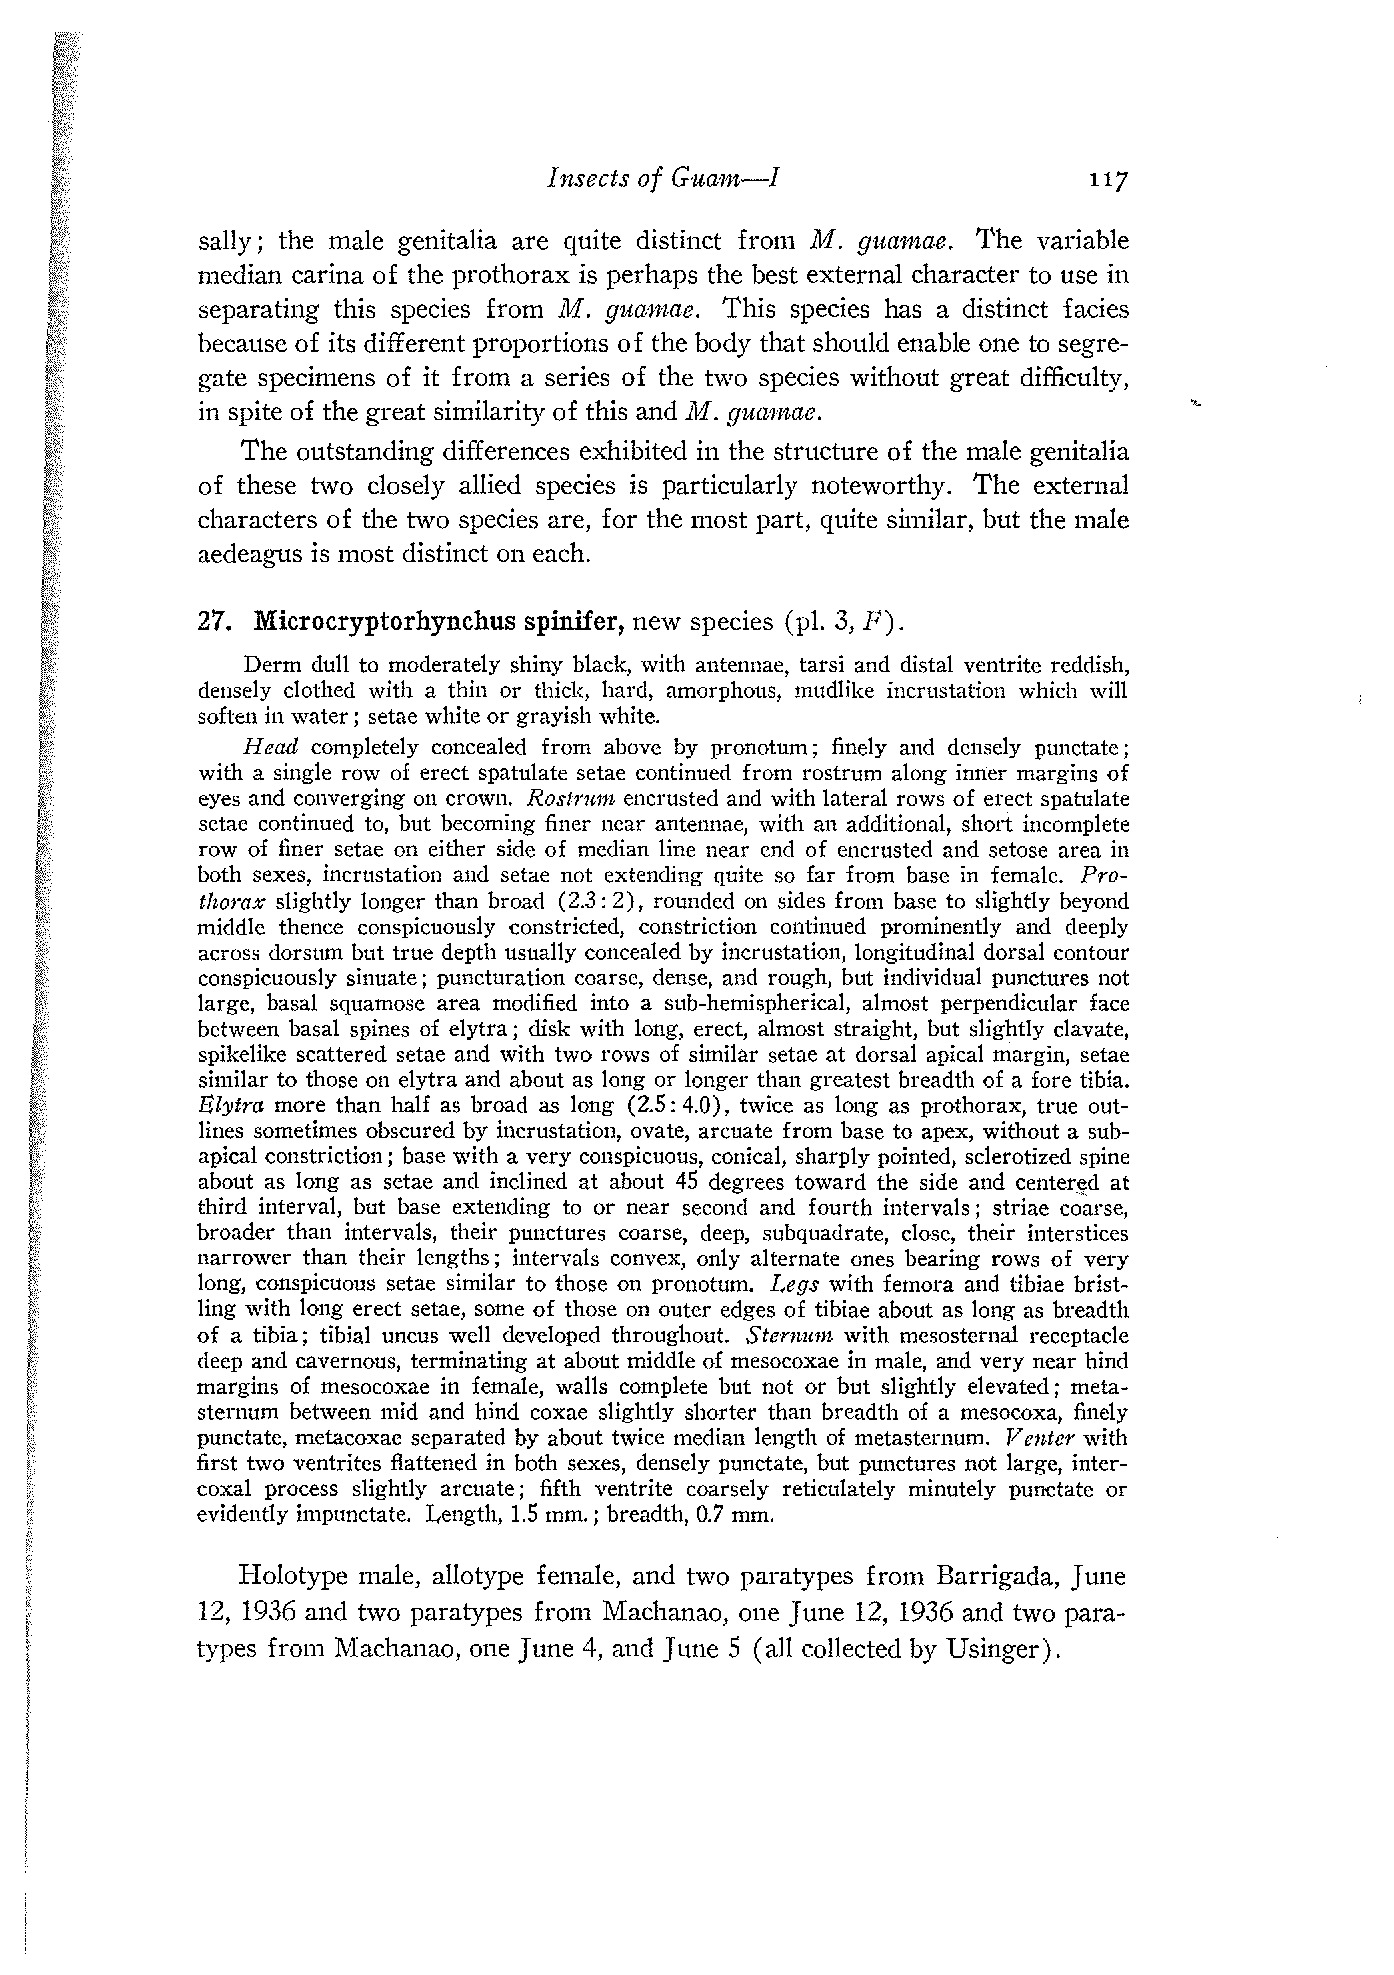 Insects of Guam—I 117
sally; the male genitalia are quite distinct from M. guamae. The variable
median carina of the prothorax is perhaps the best external character to use in
separating this species from M. guamae. This species has a distinct facies
because of its different proportions of the body that should enable one to segre-
gate specimens of it from a series of the two species without great difficulty,
in spite of the great similarity of this and M. guamae.
The outstanding differences exhibited in the structure of the male genitalia
of these two closely allied species is particularly noteworthy. The external
characters of the two species are, for the most part, quite similar, but the male
aedeagus is most distinct on each.
27. Microcryptorhynchus spinifer, new species (pl. 3, F).
Derm dull to moderately shiny black, with antennae, tarsi and distal ventrite reddish,
densely clothed with a thin or thick, hard, amorphous, mudlike incrustation which will
soften in water; setae white or grayish white.
Head completely concealed from above by pronotum; finely and densely punctate;
with a single row of erect spatulate setae continued from rostrum along inner margins of
eyes and converging on crown. Rostrum encrusted and with lateral rows of erect spatulate
setae continued to, but becoming finer near antennae, with an additional, short incomplete
row of finer setae on either side of median line near end of encrusted and setose area in
both sexes, incrustation and setae not extending quite so far from base in female. Pro-
thorax slightly longer than broad (2.3:2), rounded on sides from base to slightly beyond
middle thence conspicuously constricted, constriction continued prominently and deeply
across dorsum but true depth usually concealed by incrustation, longitudinal dorsal contour
conspicuously sinuate; puncturation coarse, dense, and rough, but individual punctures not
large, basal squamose area modified into a sub-hemispherical, almost perpendicular face
between basal spines of elytra; disk with long, erect, almost straight, but slightly clavate,
spikelike scattered setae and with two rows of similar setae at dorsal apical margin, setae
similar to those on elytra and about as long or longer than greatest breadth of a fore tibia.
Elytra more than half as broad as long (2.5:4.0), twice as long as prothorax, true out-
lines sometimes obscured by incrustation, ovate, arcuate from base to apex, without a sub-
apical constriction; base with a very conspicuous, conical, sharply pointed, sclerotized spine
about as long as setae and inclined at about 45 degrees toward the side and centered at
third interval, but base extending to or near second and fourth intervals; striae coarse,
broader than intervals, their punctures coarse, deep, subquadrate, close, their interstices
narrower than their lengths; intervals convex, only alternate ones bearing rows of very
long, conspicuous setae similar to those on pronotum. Legs with femora and tibiae brist-
ling with long erect setae, some of those on outer edges of tibiae about as long as breadth
of a tibia; tibial uncus well developed throughout. Sternum with mesosternal receptacle
deep and cavernous, terminating at about middle of mesocoxae in male, and very near hind
margins of mesocoxae in female, walls complete but not or but slightly elevated; meta-
sternum between mid and hind coxae slightly shorter than breadth of a mesocoxa, finely
punctate, metacoxae separated by about twice median length of metasternum. Venter with
first two ventrites flattened in both sexes, densely punctate, but punctures not large, inter-
coxal process slightly arcuate; fifth ventrite coarsely reticulately minutely punctate or
evidently impunctate. Length, 1.5 mm.; breadth, 0.7 mm.
Holotype male, allotype female, and two paratypes from Barrigada, June
12, 1936 and two paratypes from Machanao, one June 12, 1936 and two para-
types from Machanao, one June 4, and June 5 (all collected by Usinger).